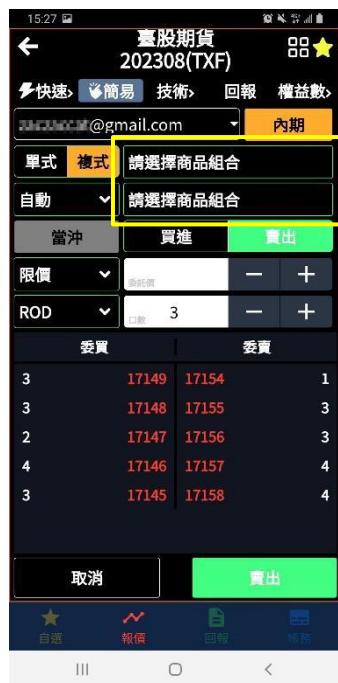 15:27
臺股期貨
202308(TXF)
快速› 簡易 技術› 回報 權益數›
@gmail.com 內期
單式 複式 請選擇商品組合
自動 請選擇商品組合
當沖 買進 賣出
限價 委託價 — +
ROD 口數 3 — +
委買 委賣
3 17149 17154 1
3 17148 17155 3
2 17147 17156 3
4 17146 17157 4
3 17145 17158 4
取消 賣出
自選 報價 回報 帳務